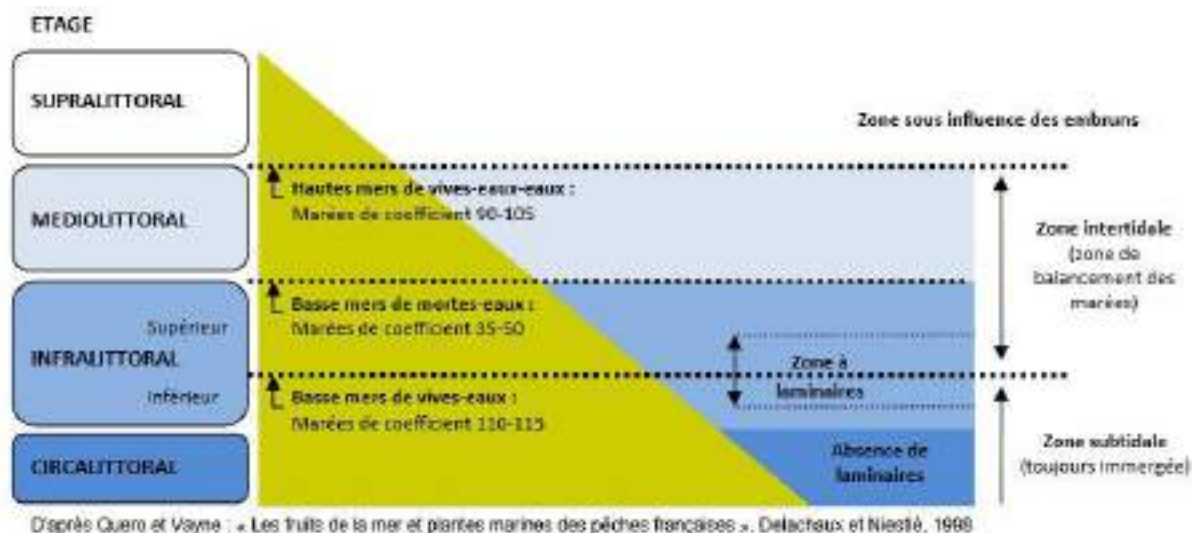 ETAGE
SUPRALITTORAL
Zone sous influence des embruns
Hautes mers de vives-eaux-eaux :
Marées de coefficient 90-105
MEDIOLITTORAL
Zone intertidale
(zone de
balancement des
marées)
Basse mers de mortes-eaux :
Marées de coefficient 35-50
Supérieur
INFRALITTORAL
Inférieur
Zone à
laminaires
Basse mers de vives-eaux :
Marées de coefficient 110-115
CIRCALITTORAL
Absence de
laminaires
Zone subtidale
(toujours immergée)
D'après Quero et Vayne : « Les fruits de la mer et plantes marines des pêches françaises ». Delachaux et Niestlé, 1998